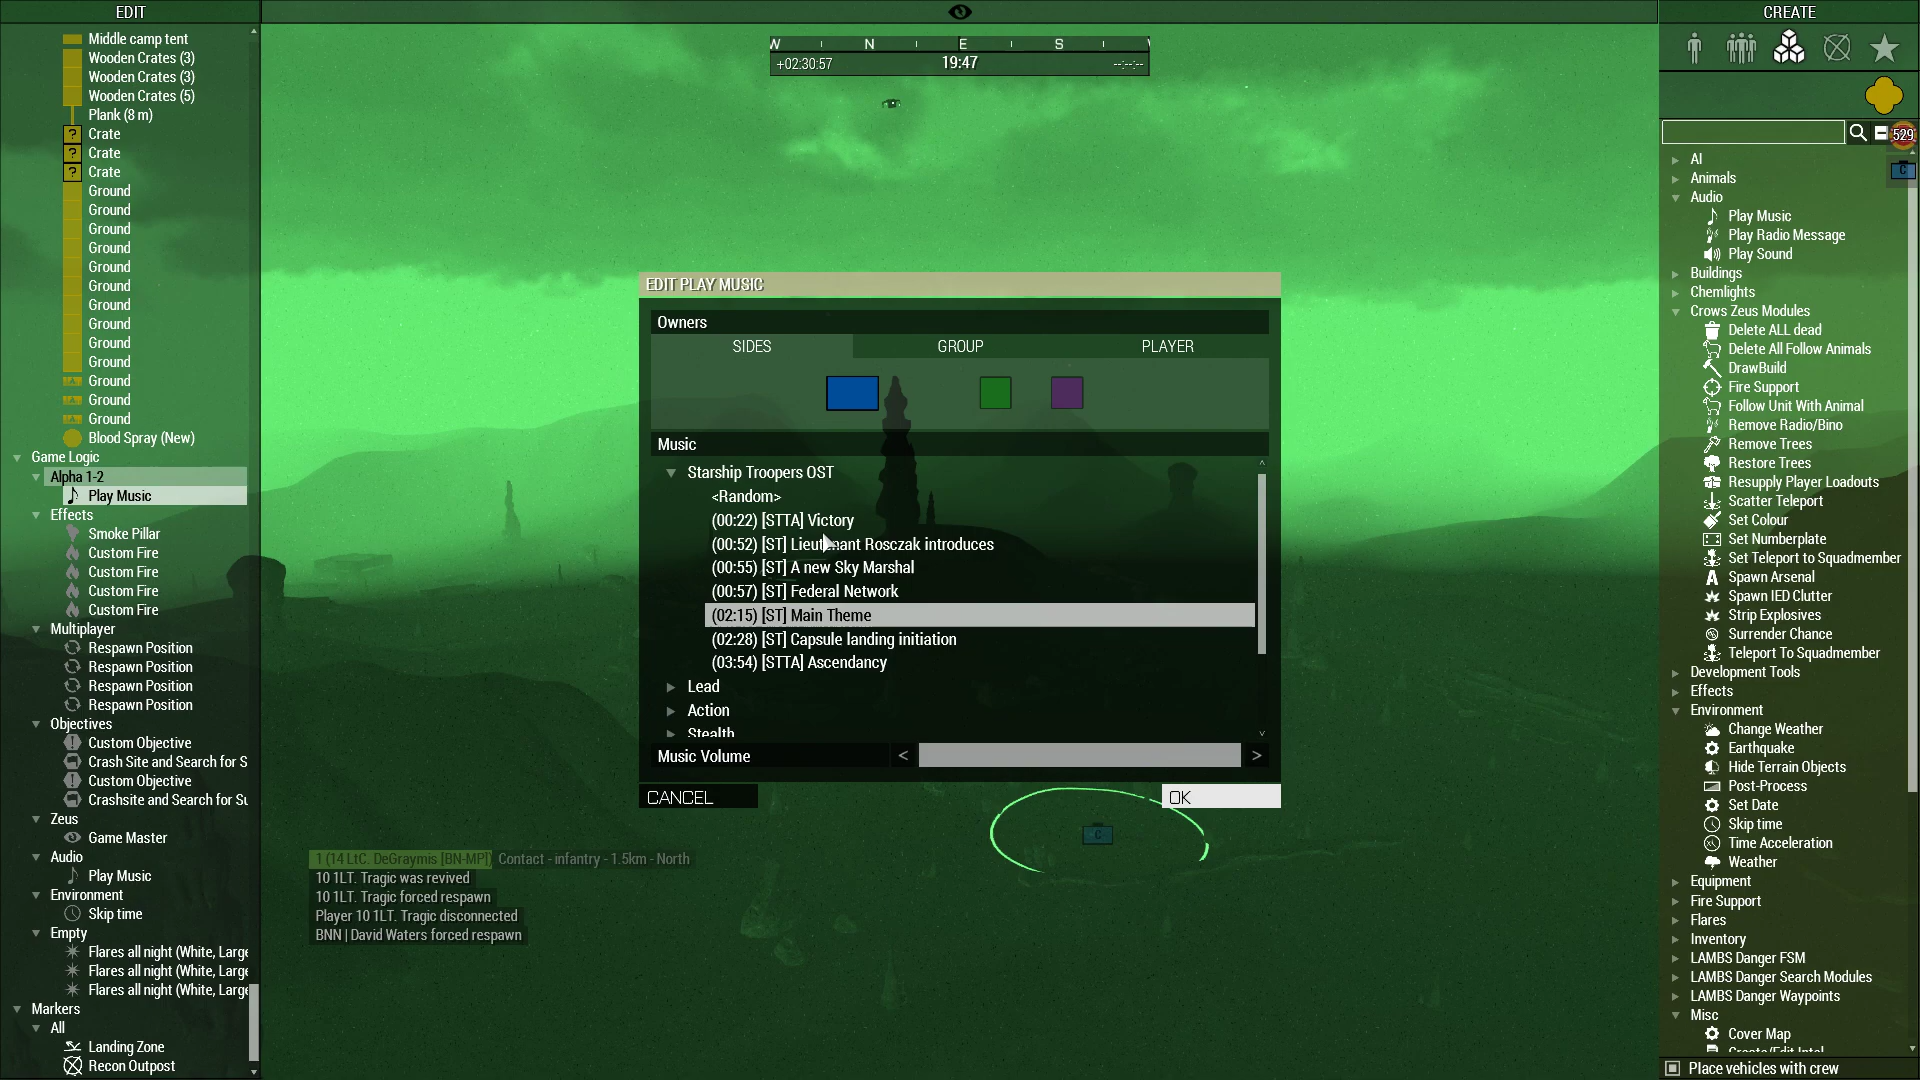 EDIT
Middle camp tent
Wooden Crates (3)
Wooden Crates (3)
Wooden Crates (5)
Plank (8 m)
? Crate
? Crate
? Crate
Ground
Ground
Ground
Ground
Ground
Ground
Ground
Ground
Ground
Ground
Ground
Ground
Ground
Blood Spray (New)
Game Logic
Alpha 1-2
Play Music
Effects
Smoke Pillar
Custom Fire
Custom Fire
Custom Fire
Custom Fire
Multiplayer
Respawn Position
Respawn Position
Respawn Position
Respawn Position
Objectives
Custom Objective
Crash Site and Search for S
Custom Objective
Crashsite and Search for Su
Zeus
Game Master
Audio
Play Music
Environment
Skip time
Empty
Flares all night (White, Large
Flares all night (White, Large
Flares all night (White, Large
Markers
All
Landing Zone
Recon Outpost
W N E S
+02:30:57 19:47 --:--:--
EDIT PLAY MUSIC
Owners
SIDES GROUP PLAYER
Music
Starship Troopers OST
<Random>
(00:22) [STTA] Victory
(00:52) [ST] Lieutenant Rosczak introduces
(00:55) [ST] A new Sky Marshal
(00:57) [ST] Federal Network
(02:15) [ST] Main Theme
(02:28) [ST] Capsule landing initiation
(03:54) [STTA] Ascendancy
Lead
Action
Stealth
Music Volume < >
CANCEL OK
C
1 (14 LtC. DeGraymis [BN-MP]) Contact - infantry - 1.5km - North
10 1LT. Tragic was revived
10 1LT. Tragic forced respawn
Player 10 1LT. Tragic disconnected
BNN | David Waters forced respawn
CREATE
529
C
AI
Animals
Audio
Play Music
Play Radio Message
Play Sound
Buildings
Chemlights
Crows Zeus Modules
Delete ALL dead
Delete All Follow Animals
DrawBuild
Fire Support
Follow Unit With Animal
Remove Radio/Bino
Remove Trees
Restore Trees
Resupply Player Loadouts
Scatter Teleport
Set Colour
Set Numberplate
Set Teleport to Squadmember
Spawn Arsenal
Spawn IED Clutter
Strip Explosives
Surrender Chance
Teleport To Squadmember
Development Tools
Effects
Environment
Change Weather
Earthquake
Hide Terrain Objects
Post-Process
Set Date
Skip time
Time Acceleration
Weather
Equipment
Fire Support
Flares
Inventory
LAMBS Danger FSM
LAMBS Danger Search Modules
LAMBS Danger Waypoints
Misc
Cover Map
Create/Edit Intel
Place vehicles with crew